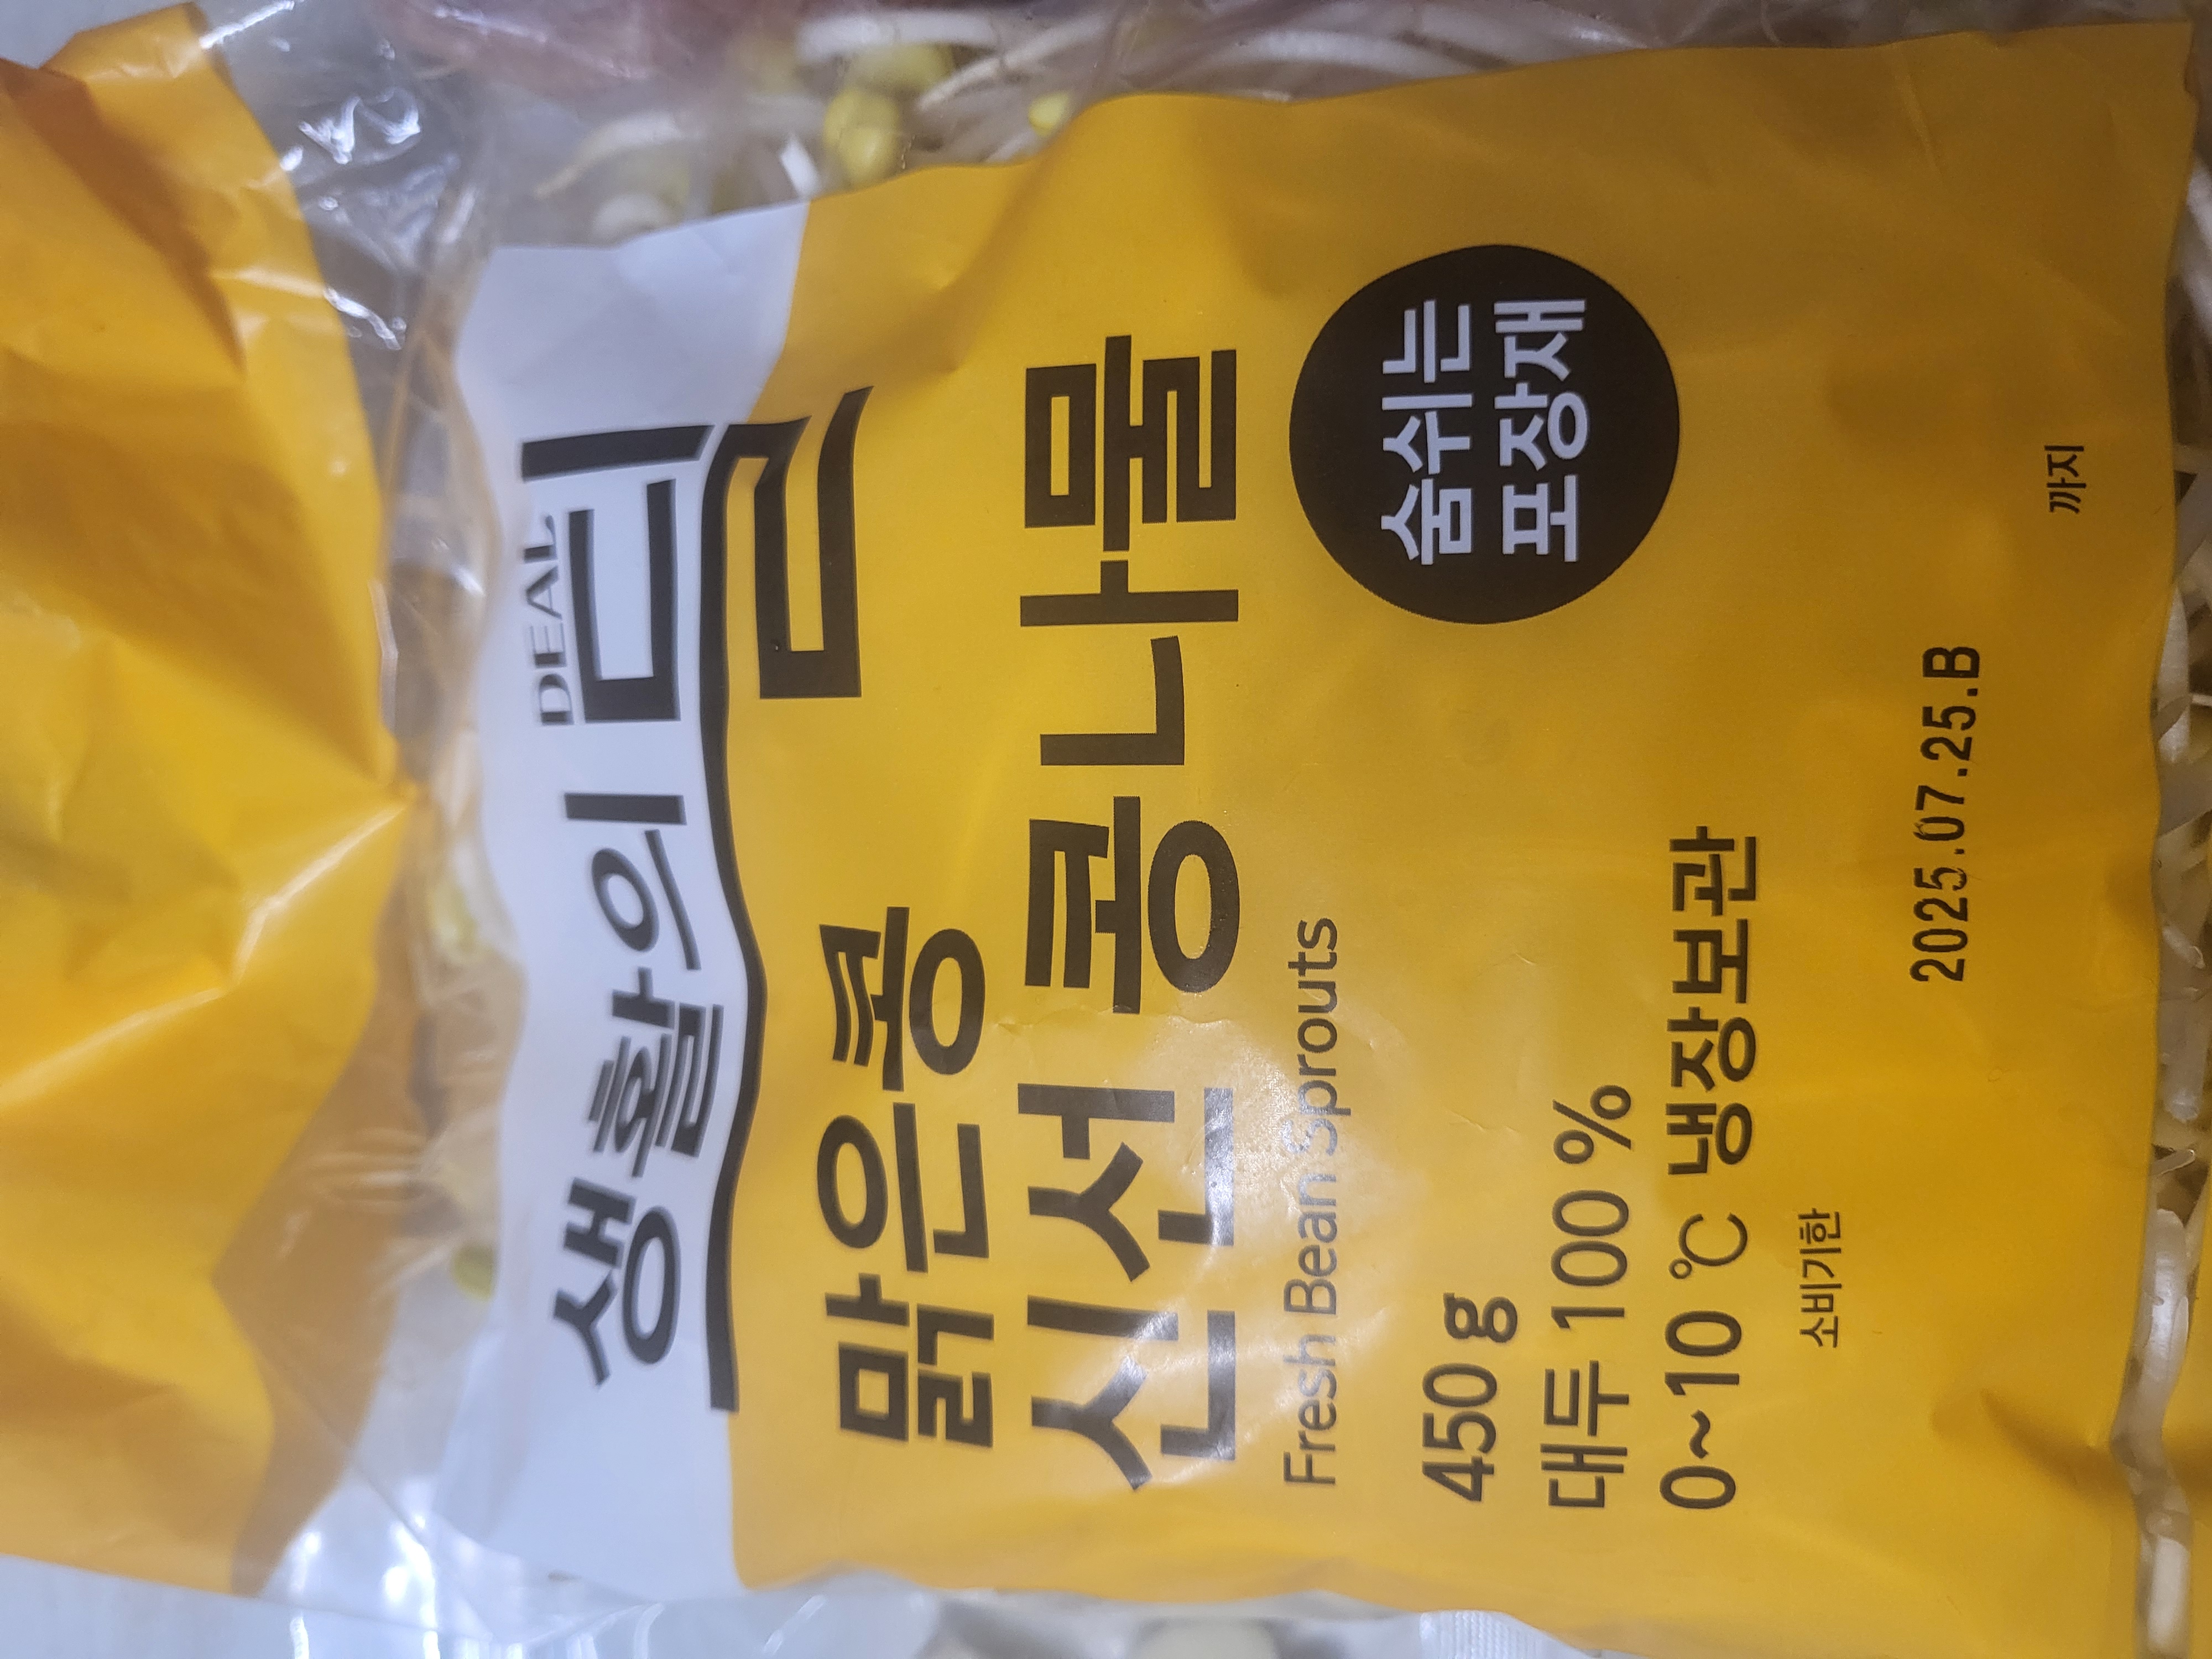 DEAL
생활의 딜
맑은콩
신선 콩나물
Fresh Bean Sprouts
숨쉬는
포장재
450 g
대두 100 %
0~10 ℃ 냉장보관
소비기한
2025.07.25.B
까지